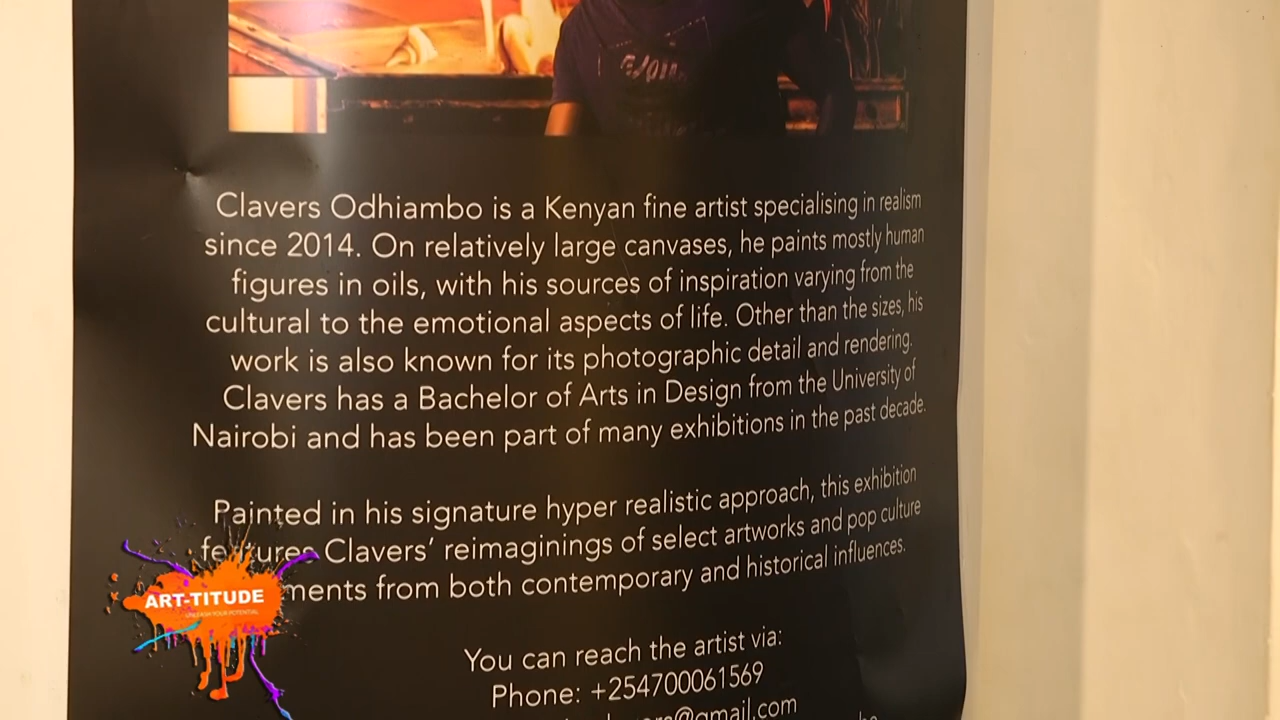 Clavers Odhiambo is a Kenyan fine artist specialising in realism
since 2014. On relatively large canvases, he paints mostly human
figures in oils, with his sources of inspiration varying from the
cultural to the emotional aspects of life. Other than the sizes, his
work is also known for its photographic detail and rendering.
Clavers has a Bachelor of Arts in Design from the University of
Nairobi and has been part of many exhibitions in the past decade.
Painted in his signature hyper realistic approach, this exhibition
Clavers' reimaginings of select artworks and pop culture
from both contemporary and historical influences.
ART-TITUDE
UNLEASH YOUR POTENTIAL
You can reach the artist via:
Phone: +254700061569